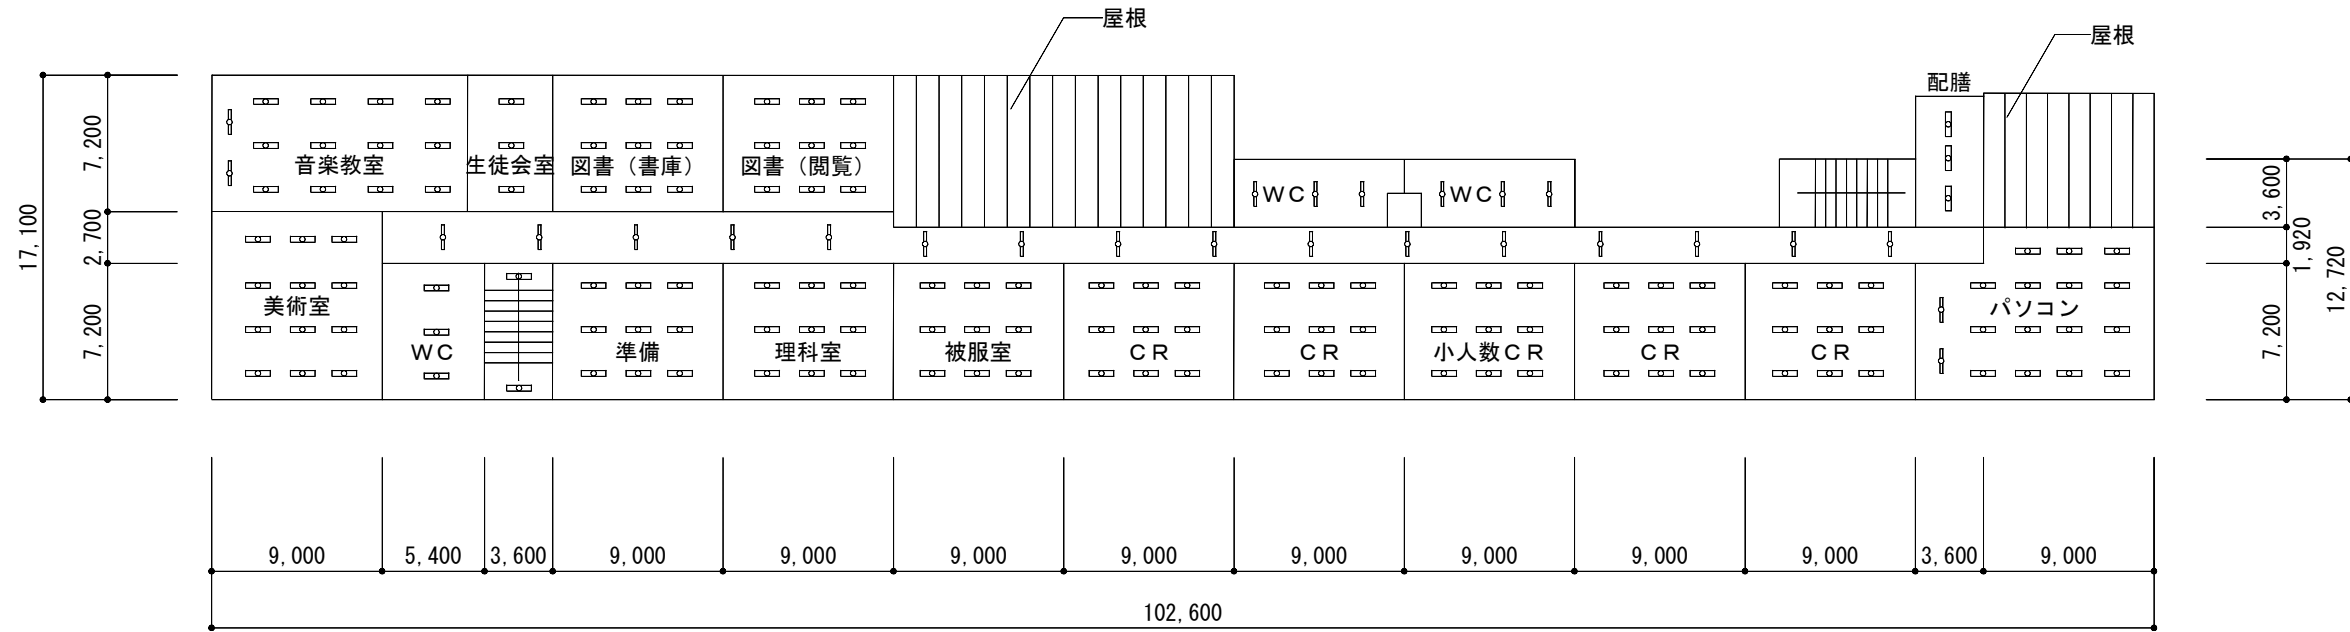 屋根
屋根
配膳
音楽教室
生徒会室
図書（書庫）
図書（閲覧）
ＷＣ
ＷＣ
美術室
ＷＣ
準備
理科室
被服室
ＣＲ
ＣＲ
小人数ＣＲ
ＣＲ
ＣＲ
パソコン
17,100
7,200
2,700
7,200
3,600
1,920
7,200
12,720
9,000
5,400
3,600
9,000
9,000
9,000
9,000
9,000
9,000
9,000
9,000
3,600
9,000
102,600